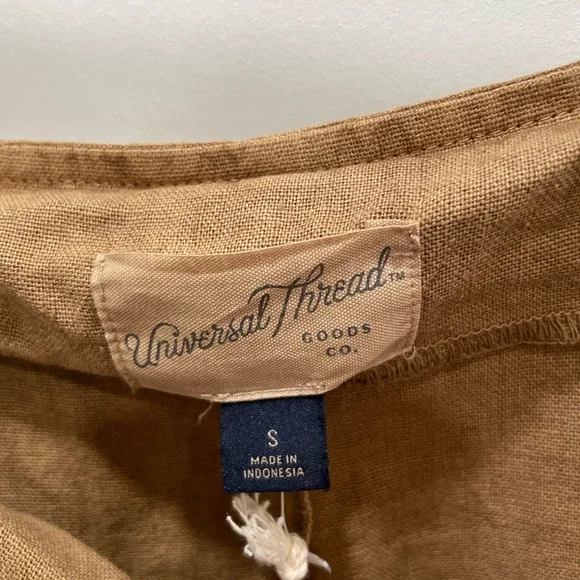 Universal Thread™
GOODS
CO.
S
MADE IN
INDONESIA